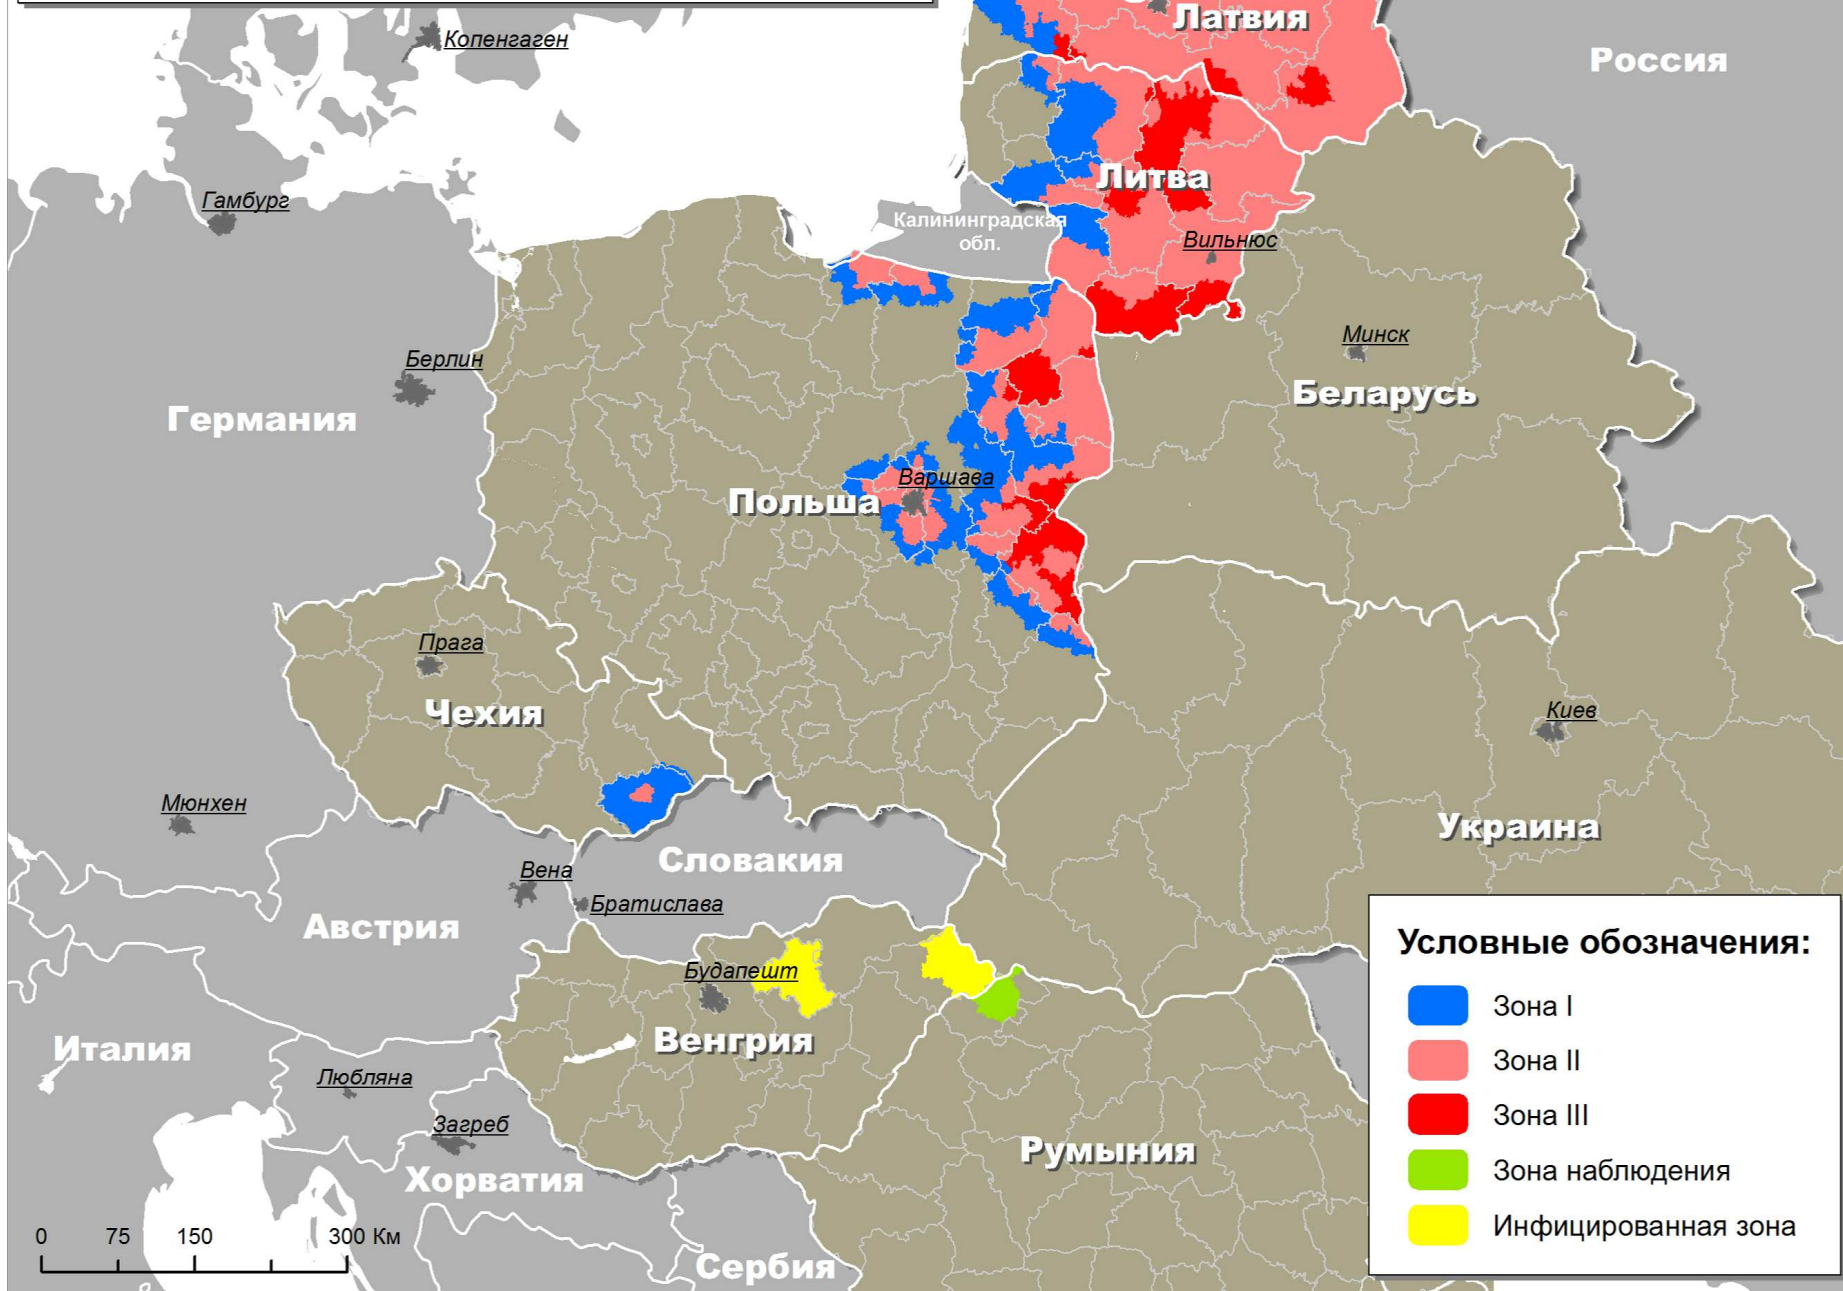 Латвия
Россия
Копенгаген
Литва
Гамбург
Калининградская
обл.
Вильнюс
Минск
Берлин
Беларусь
Германия
Варшава
Польша
Прага
Чехия
Киев
Мюнхен
Украина
Словакия
Вена
Братислава
Австрия
Будапешт
Венгрия
Италия
Любляна
Загреб
Румыния
Хорватия
Сербия
0 75 150 300 Км
Условные обозначения:
Зона I
Зона II
Зона III
Зона наблюдения
Инфицированная зона